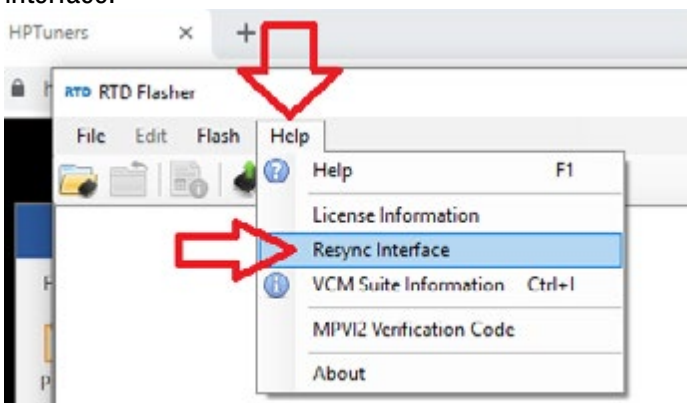 HPTuners × +
RTD RTD Flasher
File Edit Flash Help
Help F1
License Information
Resync Interface
VCM Suite Information Ctrl+I
MPVI2 Verification Code
About